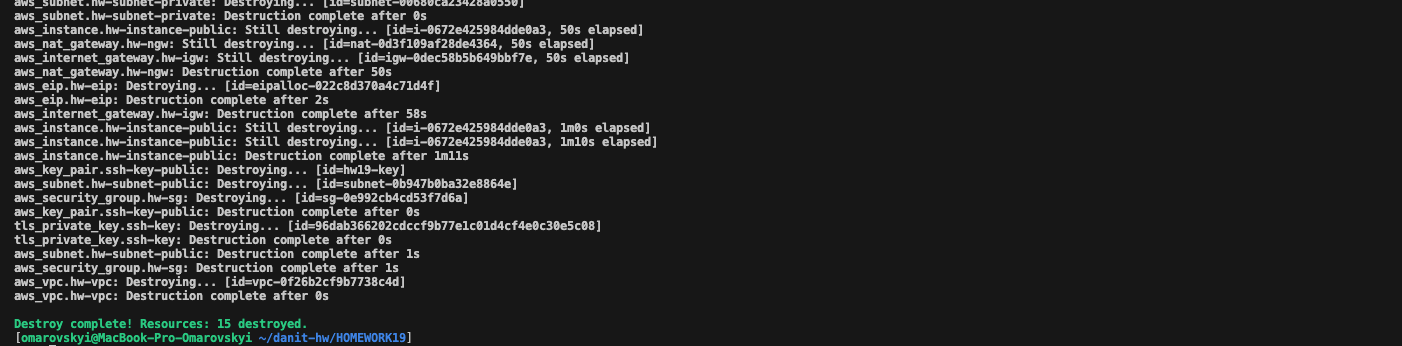 aws_subnet.hw-subnet-private: Destroying... [id=subnet-00680ca23428a0550]
aws_subnet.hw-subnet-private: Destruction complete after 0s
aws_instance.hw-instance-public: Still destroying... [id=i-0672e425984dde0a3, 50s elapsed]
aws_nat_gateway.hw-ngw: Still destroying... [id=nat-0d3f109af28de4364, 50s elapsed]
aws_internet_gateway.hw-igw: Still destroying... [id=igw-0dec58b5b649bbf7e, 50s elapsed]
aws_nat_gateway.hw-ngw: Destruction complete after 50s
aws_eip.hw-eip: Destroying... [id=eipalloc-022c8d370a4c71d4f]
aws_eip.hw-eip: Destruction complete after 2s
aws_internet_gateway.hw-igw: Destruction complete after 58s
aws_instance.hw-instance-public: Still destroying... [id=i-0672e425984dde0a3, 1m0s elapsed]
aws_instance.hw-instance-public: Still destroying... [id=i-0672e425984dde0a3, 1m10s elapsed]
aws_instance.hw-instance-public: Destruction complete after 1m11s
aws_key_pair.ssh-key-public: Destroying... [id=hw19-key]
aws_subnet.hw-subnet-public: Destroying... [id=subnet-0b947b0ba32e8864e]
aws_security_group.hw-sg: Destroying... [id=sg-0e992cb4cd53f7d6a]
aws_key_pair.ssh-key-public: Destruction complete after 0s
tls_private_key.ssh-key: Destroying... [id=96dab366202cdccf9b77e1c01d4cf4e0c30e5c08]
tls_private_key.ssh-key: Destruction complete after 0s
aws_subnet.hw-subnet-public: Destruction complete after 1s
aws_security_group.hw-sg: Destruction complete after 1s
aws_vpc.hw-vpc: Destroying... [id=vpc-0f26b2cf9b7738c4d]
aws_vpc.hw-vpc: Destruction complete after 0s
Destroy complete! Resources: 15 destroyed.
[omarovskyi@MacBook-Pro-Omarovskyi ~/danit-hw/HOMEWORK19]